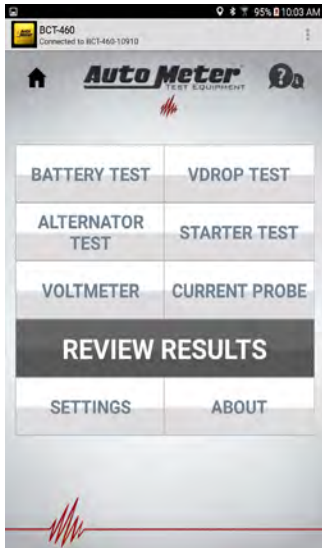 95% 10:03 AM
BCT-460
Connected to BCT-460-10910
Auto Meter
TEST EQUIPMENT
BATTERY TEST
VDROP TEST
ALTERNATOR
TEST
STARTER TEST
VOLTMETER
CURRENT PROBE
REVIEW RESULTS
SETTINGS
ABOUT